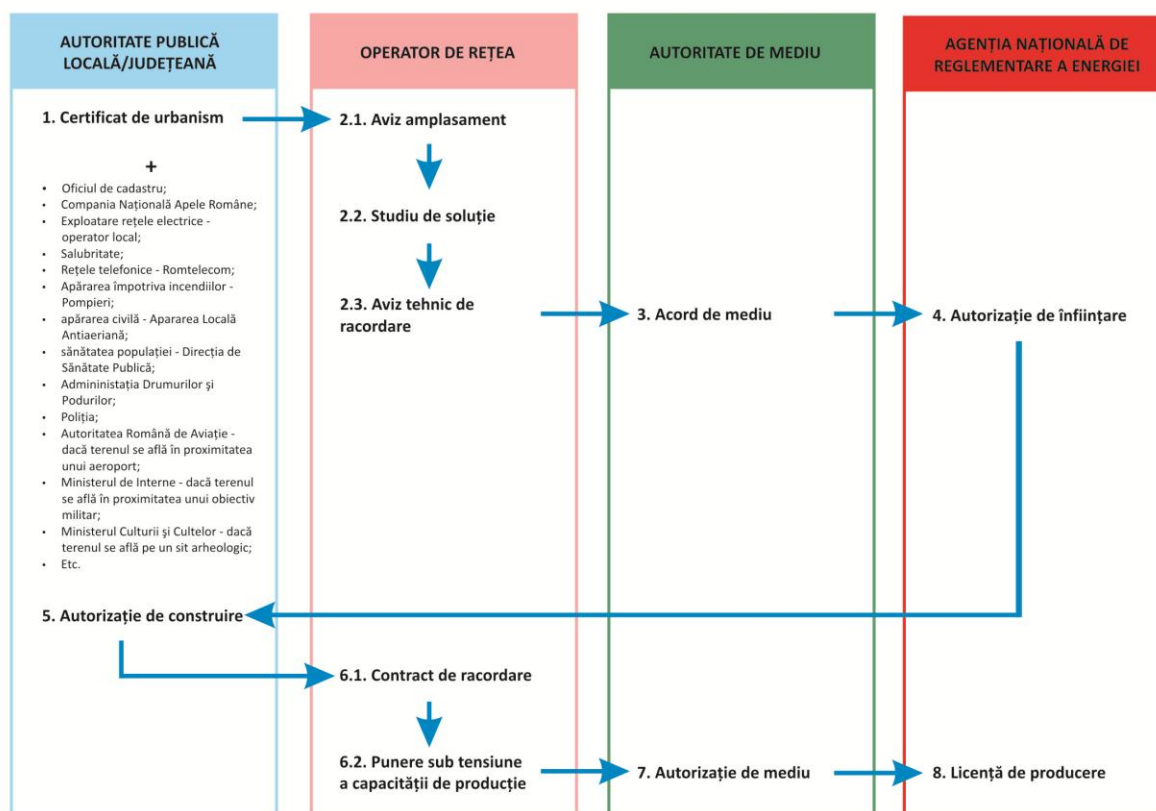 AUTORITATE PUBLICĂ
LOCALĂ/JUDEȚEANĂ
OPERATOR DE REȚEA
AUTORITATE DE MEDIU
AGENȚIA NAȚIONALĂ DE
REGLEMENTARE A ENERGIEI
1. Certificat de urbanism
+
• Oficiul de cadastru;
• Compania Națională Apele Române;
• Exploatare rețele electrice -
operator local;
• Salubritate;
• Rețele telefonice - Romtelecom;
• Apărarea împotriva incendiilor -
Pompieri;
• apărarea civilă - Apararea Locală
Antiaeriană;
• sănătatea populației - Direcția de
Sănătate Publică;
• Admininistația Drumurilor și
Podurilor;
• Poliția;
• Autoritatea Română de Aviație -
dacă terenul se află în proximitatea
unui aeroport;
• Ministerul de Interne - dacă terenul
se află în proximitatea unui obiectiv
militar;
• Ministerul Culturii și Cultelor - dacă
terenul se află pe un sit arheologic;
• Etc.
2.1. Aviz amplasament
2.2. Studiu de soluție
2.3. Aviz tehnic de
racordare
3. Acord de mediu
4. Autorizație de înființare
5. Autorizație de construire
6.1. Contract de racordare
6.2. Punere sub tensiune
a capacității de producție
7. Autorizație de mediu
8. Licență de producere